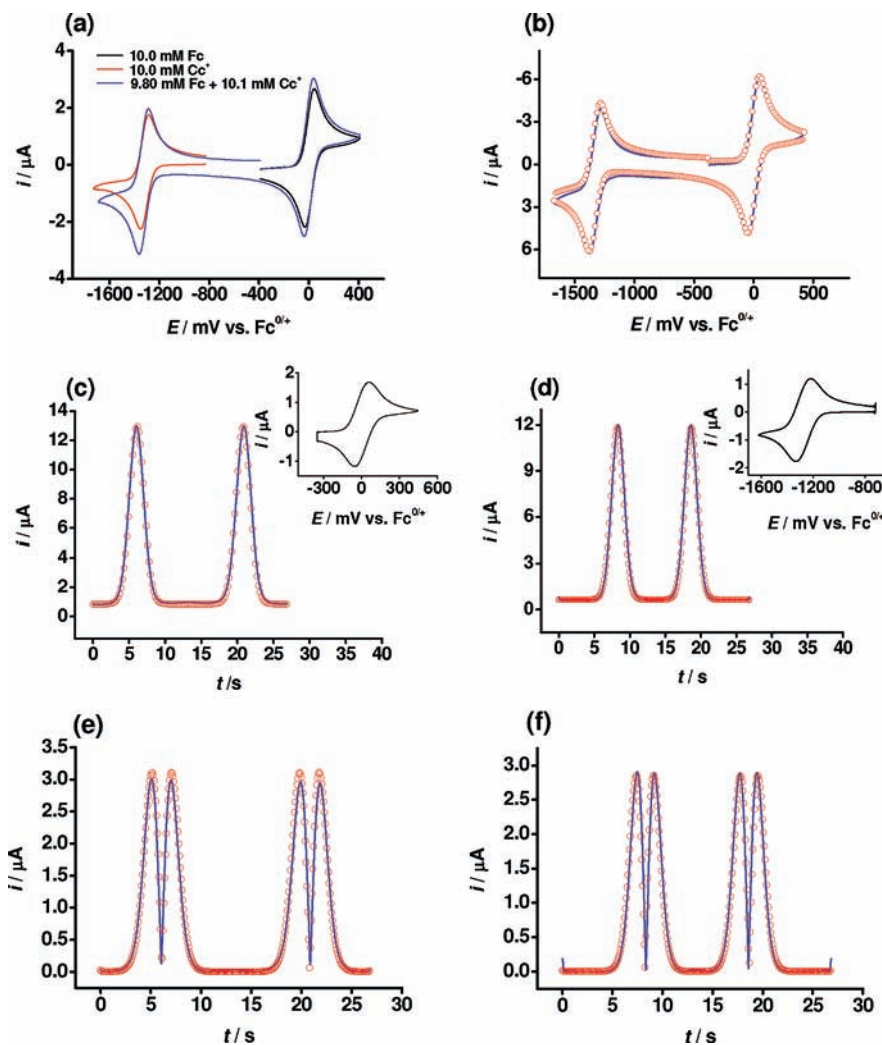 (a)
4
2
0
-2
-4
i / µA
10.0 mM Fc
10.0 mM Cc⁺
9.80 mM Fc + 10.1 mM Cc⁺
-1600 -1200 -800 -400 0 400
E / mV vs. Fc⁰/⁺
(b)
-6
-3
0
3
6
i / µA
-1500 -1000 -500 0 500
E / mV vs. Fc⁰/⁺
(c)
14
12
10
8
6
4
2
0
i / µA
0 5 10 15 20 25 30 35 40
t /s
2
1
0
-1
i / µA
-300 0 300 600
E / mV vs. Fc⁰/⁺
(d)
12
9
6
3
0
i / µA
0 5 10 15 20 25 30 35 40
t /s
1
0
-1
-2
i / µA
-1600 -1200 -800
E / mV vs. Fc⁰/⁺
(e)
3.5
3.0
2.5
2.0
1.5
1.0
0.5
0.0
i / µA
0 5 10 15 20 25 30
t / s
(f)
3.0
2.5
2.0
1.5
1.0
0.5
0.0
i / µA
0 5 10 15 20 25 30
t / s